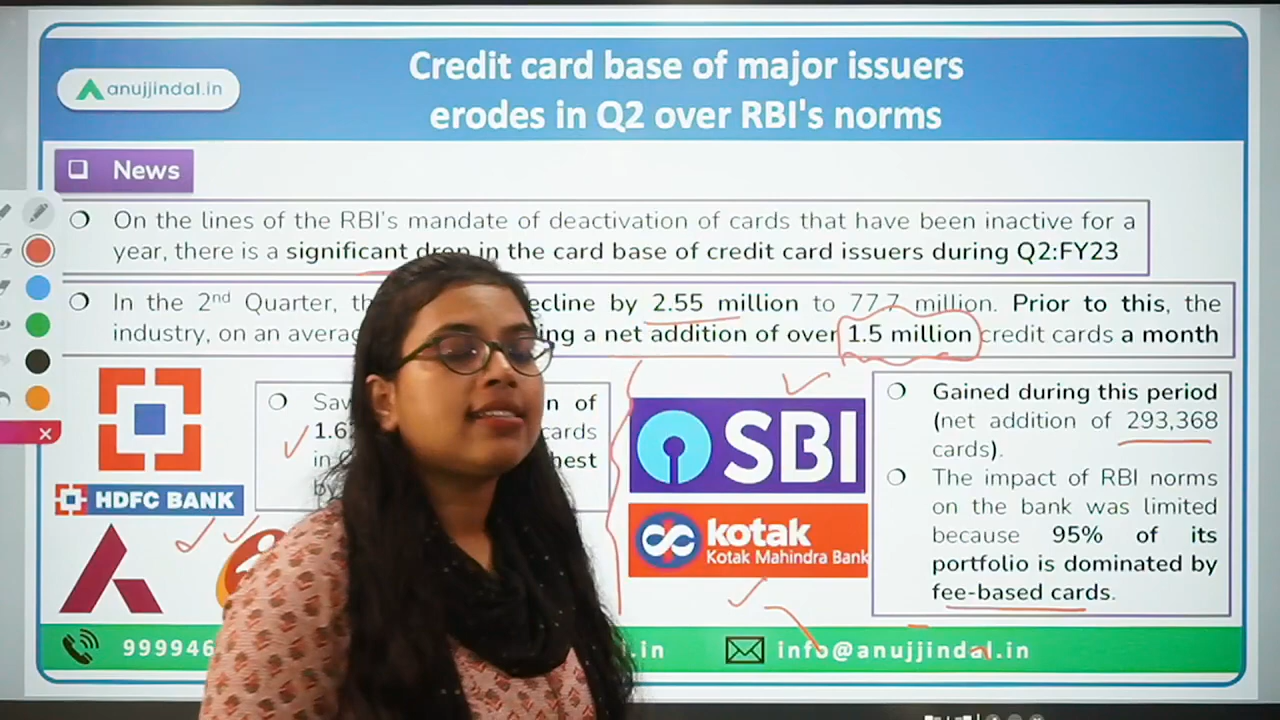 Credit card base of major issuers
erodes in Q2 over RBI's norms
anujjindal.in
News
On the lines of the RBI's mandate of deactivation of cards that have been inactive for a
year, there is a significant drop in the card base of credit card issuers during Q2:FY23
In the 2nd Quarter, by 2.55 million to 77.7 million. Prior to this, the
industry, on an a net addition of over 1.5 million credit cards a month
of
cards
HDFC BANK
SBI
kotak
Kotak Mahindra Bank
Gained during this period
(net addition of 293,368
cards).
The impact of RBI norms
on the bank was limited
because 95% of its
portfolio is dominated by
fee-based cards.
99994
.in
info@anujjindal.in